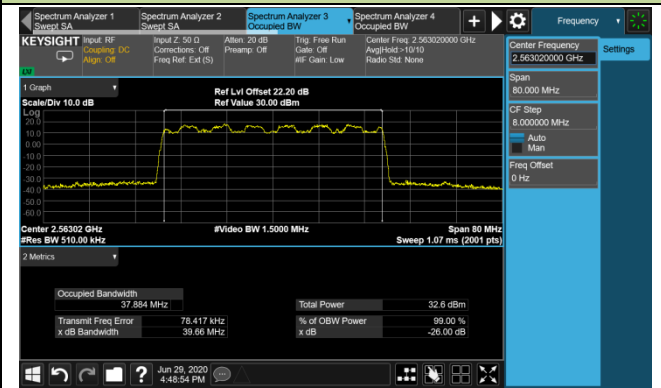 Spectrum Analyzer 1
Swept SA
Spectrum Analyzer 2
Swept SA
Spectrum Analyzer 3
Occupied BW
Spectrum Analyzer 4
Occupied BW
+
Frequency
KEYSIGHT
Input: RF
Coupling: DC
Align: Off
Input Z: 50 Ω
Corrections: Off
Freq Ref: Ext (S)
Atten: 20 dB
Preamp: Off
Trig: Free Run
Gate: Off
#IF Gain: Low
Center Freq: 2.563020000 GHz
Avg|Hold:>10/10
Radio Std: None
Center Frequency
2.563020000 GHz
Settings
Span
80.000 MHz
CF Step
8.000000 MHz
Auto
Man
Freq Offset
0 Hz
1 Graph
Scale/Div 10.0 dB
Ref Lvl Offset 22.20 dB
Ref Value 30.00 dBm
Log
20.0
10.0
0.00
-10.0
-20.0
-30.0
-40.0
-50.0
-60.0
Center 2.56302 GHz
#Res BW 510.00 kHz
#Video BW 1.5000 MHz
Span 80 MHz
Sweep 1.07 ms (2001 pts)
2 Metrics
Occupied Bandwidth
37.884 MHz
Total Power 32.6 dBm
Transmit Freq Error 78.417 kHz
% of OBW Power 99.00 %
x dB Bandwidth 39.66 MHz
x dB -26.00 dB
?
Jun 29, 2020
4:48:54 PM